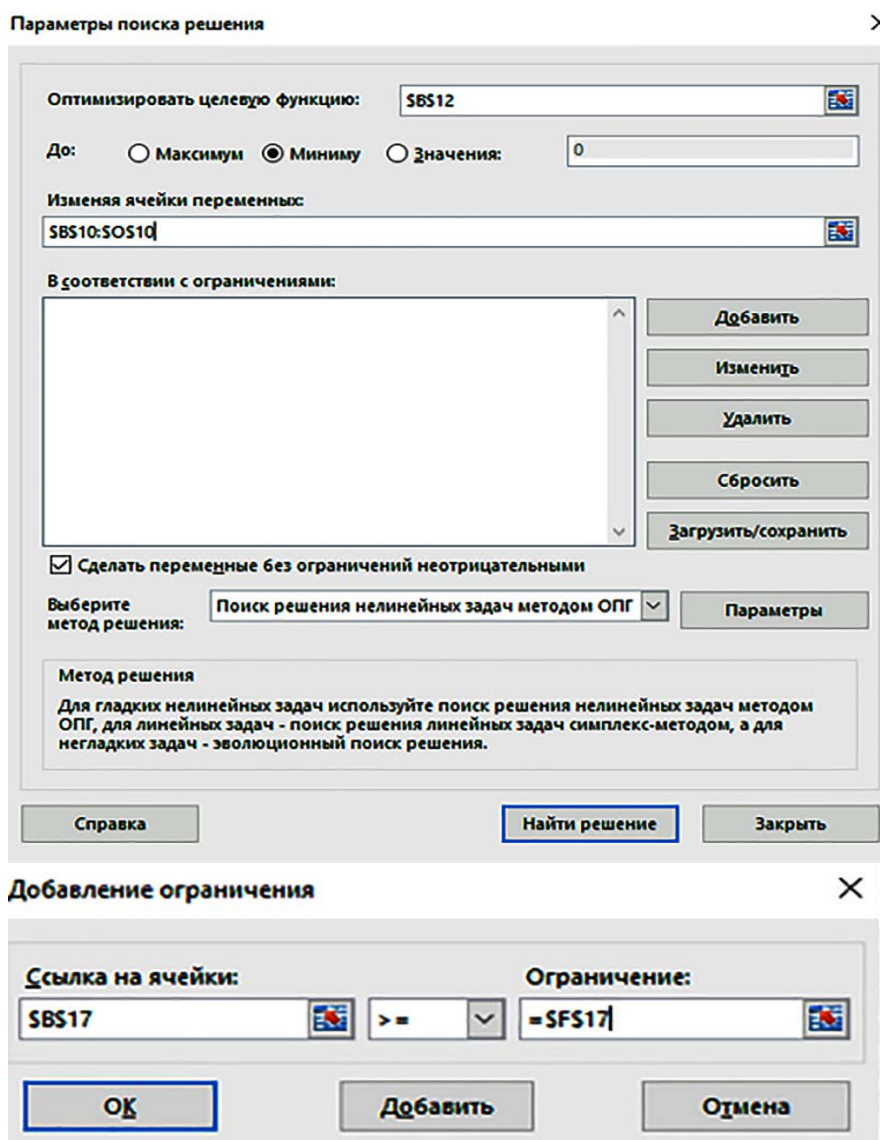 Параметры поиска решения
Оптимизировать целевую функцию: $B$12
До: Максимум Миниму Значения: 0
Изменяя ячейки переменных:
$B$10:$O$10
В соответствии с ограничениями:
Добавить
Изменить
Удалить
Сбросить
Загрузить/сохранить
Сделать переменные без ограничений неотрицательными
Выберите
метод решения:
Поиск решения нелинейных задач методом ОПГ
Параметры
Метод решения
Для гладких нелинейных задач используйте поиск решения нелинейных задач методом
ОПГ, для линейных задач - поиск решения линейных задач симплекс-методом, а для
негладких задач - эволюционный поиск решения.
Справка Найти решение Закрыть
Добавление ограничения
Ссылка на ячейки: Ограничение:
$B$17 >= =$F$17
ОК Добавить Отмена